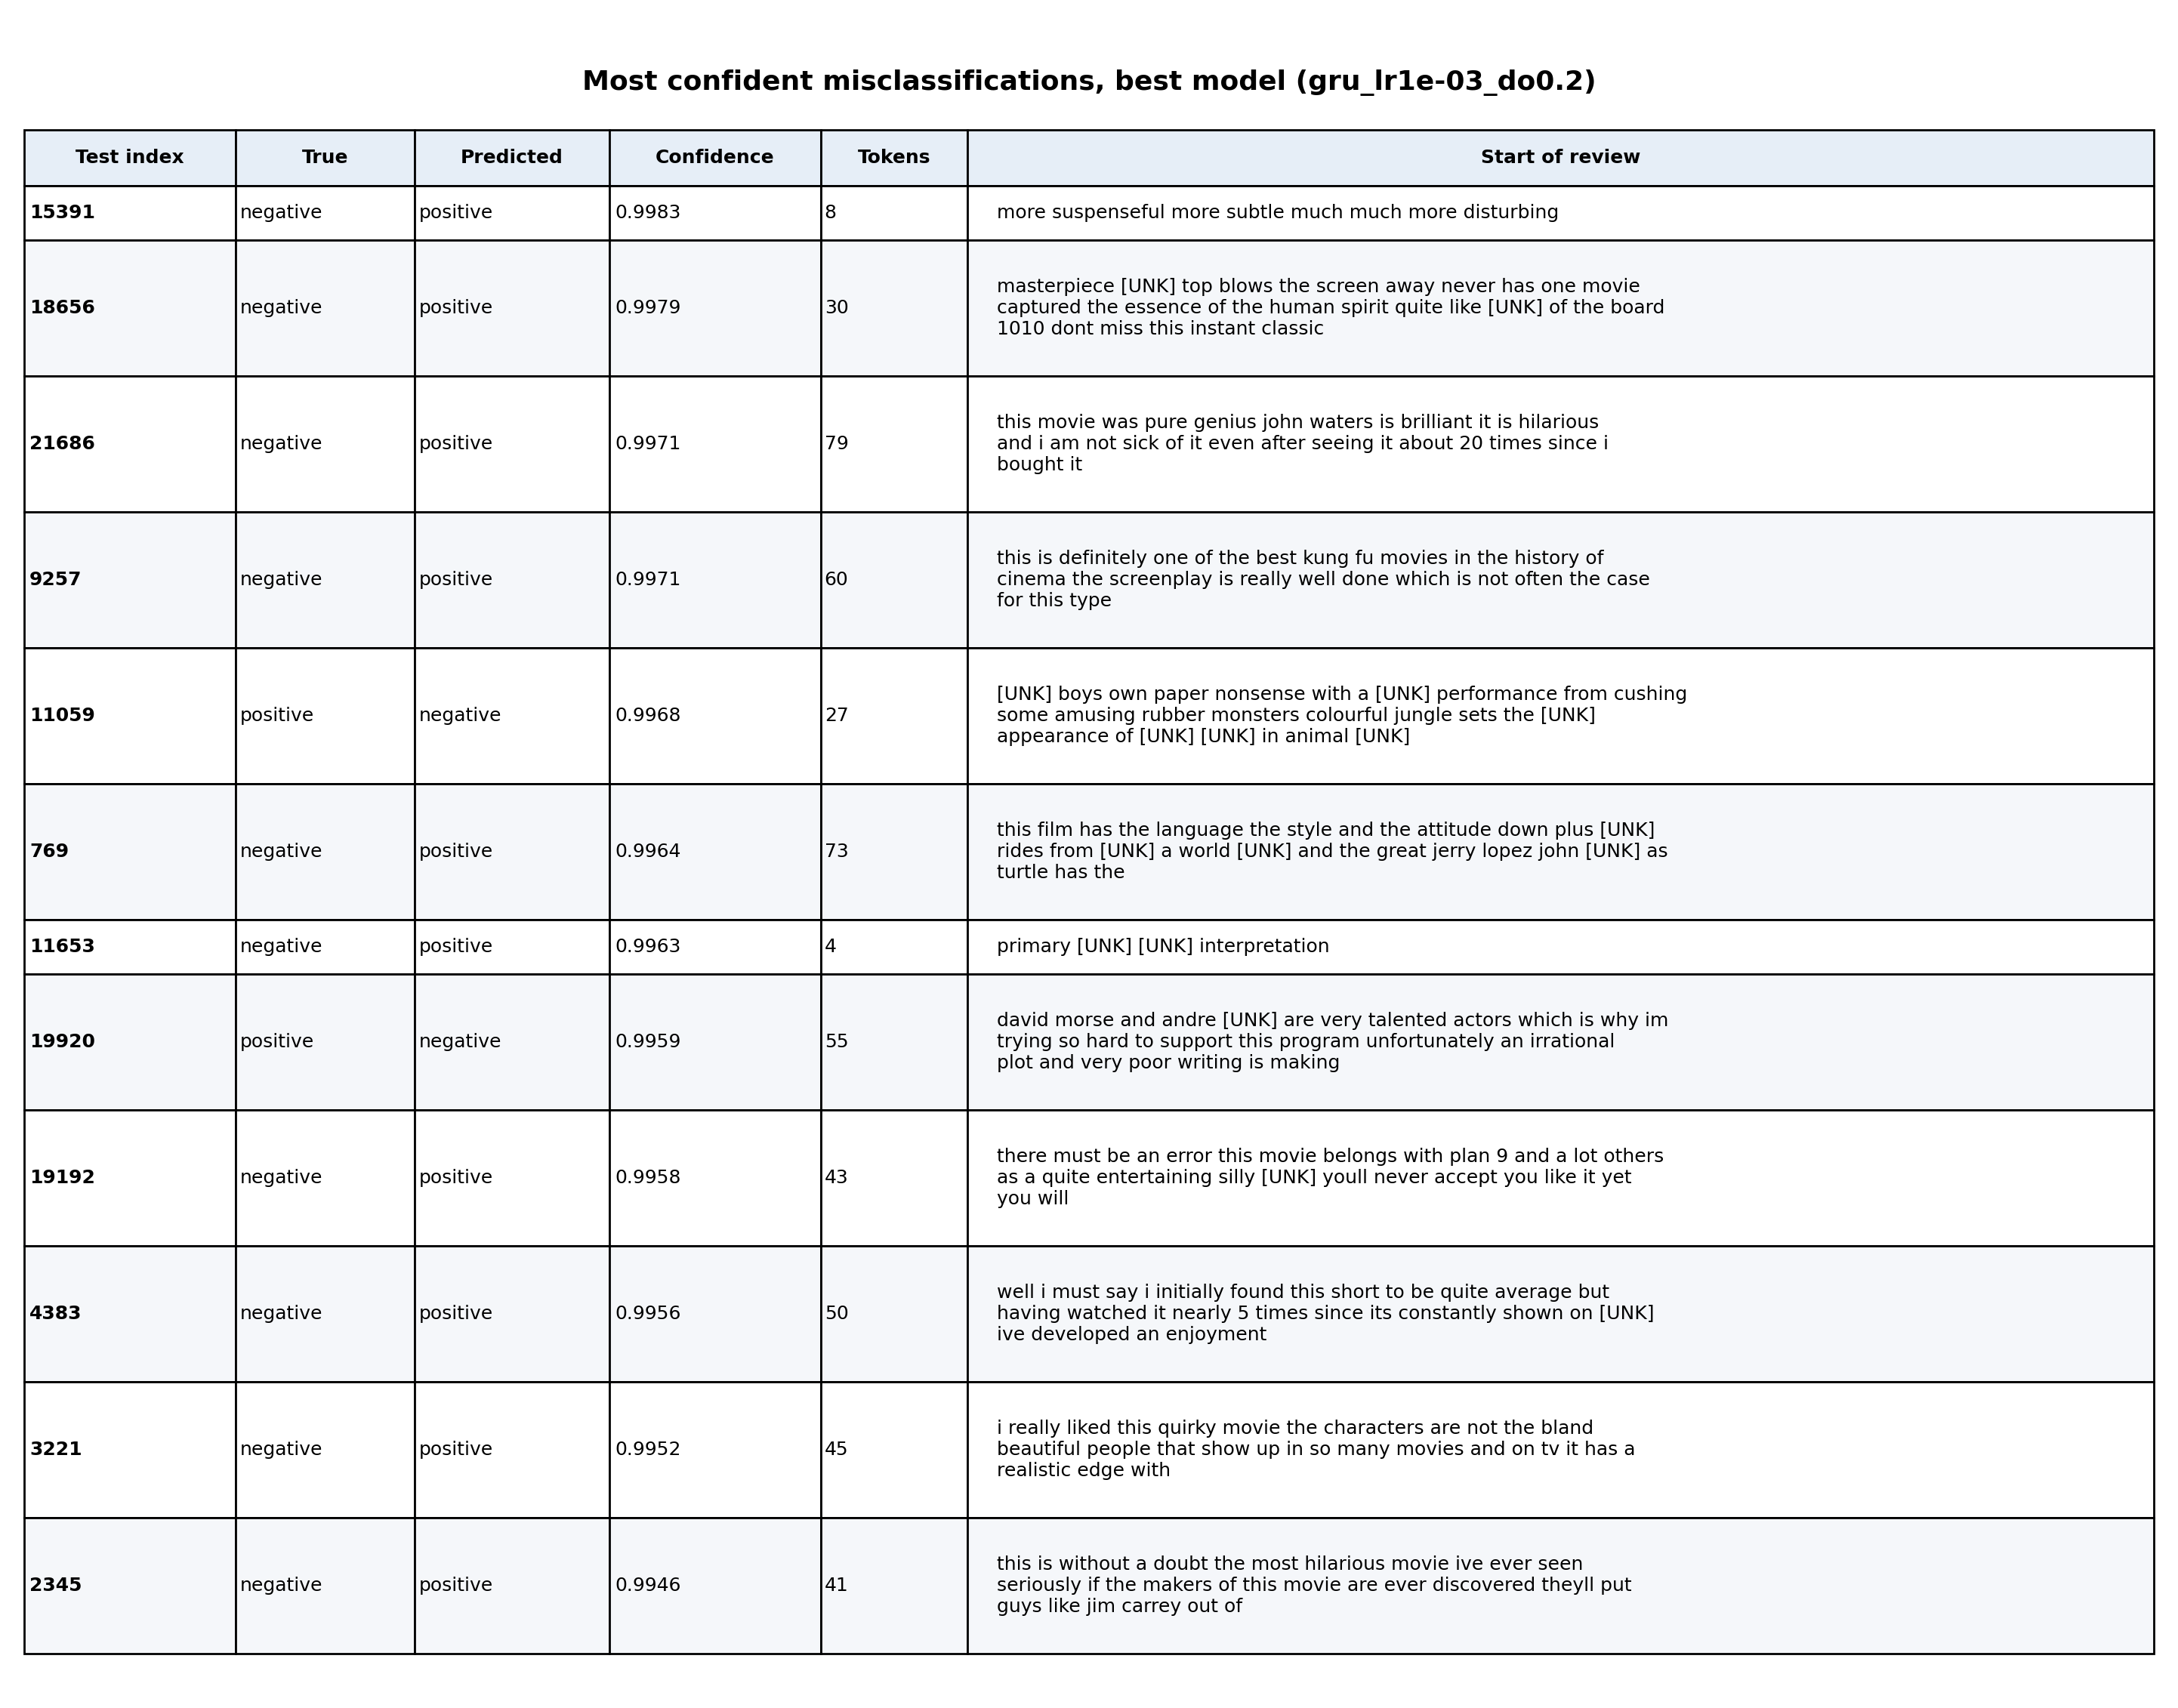 Most confident misclassifications, best model (gru_lr1e-03_do0.2)
Test index True Predicted Confidence Tokens Start of review
15391 negative positive 0.9983 8 more suspenseful more subtle much much more disturbing
18656 negative positive 0.9979 30 masterpiece [UNK] top blows the screen away never has one movie
captured the essence of the human spirit quite like [UNK] of the board
1010 dont miss this instant classic
21686 negative positive 0.9971 79 this movie was pure genius john waters is brilliant it is hilarious
and i am not sick of it even after seeing it about 20 times since i
bought it
9257 negative positive 0.9971 60 this is definitely one of the best kung fu movies in the history of
cinema the screenplay is really well done which is not often the case
for this type
11059 positive negative 0.9968 27 [UNK] boys own paper nonsense with a [UNK] performance from cushing
some amusing rubber monsters colourful jungle sets the [UNK]
appearance of [UNK] [UNK] in animal [UNK]
769 negative positive 0.9964 73 this film has the language the style and the attitude down plus [UNK]
rides from [UNK] a world [UNK] and the great jerry lopez john [UNK] as
turtle has the
11653 negative positive 0.9963 4 primary [UNK] [UNK] interpretation
19920 positive negative 0.9959 55 david morse and andre [UNK] are very talented actors which is why im
trying so hard to support this program unfortunately an irrational
plot and very poor writing is making
19192 negative positive 0.9958 43 there must be an error this movie belongs with plan 9 and a lot others
as a quite entertaining silly [UNK] youll never accept you like it yet
you will
4383 negative positive 0.9956 50 well i must say i initially found this short to be quite average but
having watched it nearly 5 times since its constantly shown on [UNK]
ive developed an enjoyment
3221 negative positive 0.9952 45 i really liked this quirky movie the characters are not the bland
beautiful people that show up in so many movies and on tv it has a
realistic edge with
2345 negative positive 0.9946 41 this is without a doubt the most hilarious movie ive ever seen
seriously if the makers of this movie are ever discovered theyll put
guys like jim carrey out of